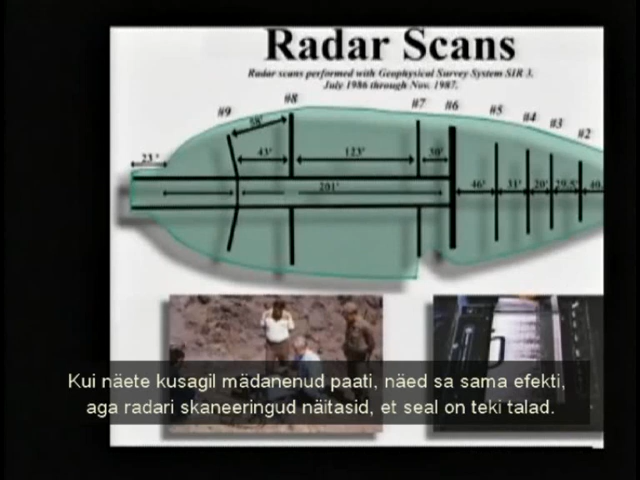 Radar Scans
Radar scans performed with Geophysical Survey System SIR 3.
July 1986 through Nov. 1987.
#9 #8 #7 #6 #5 #4 #3 #2
23' 43' 123' 30'
201' 46' 31' 20' 29.5' 40.
Kui näete kusagil mädanenud paati, näed sa sama efekti,
aga radari skaneeringud näitasid, et seal on teki talad.